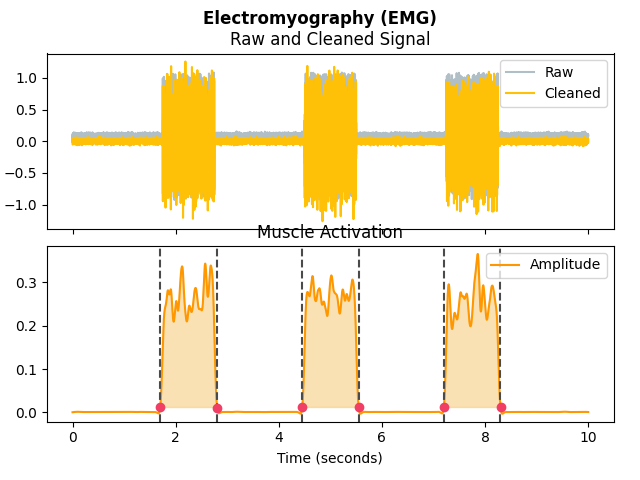 Electromyography (EMG)
Raw and Cleaned Signal
Raw
Cleaned
1.0
0.5
0.0
−0.5
−1.0
Muscle Activation
Amplitude
0.3
0.2
0.1
0.0
0 2 4 6 8 10
Time (seconds)